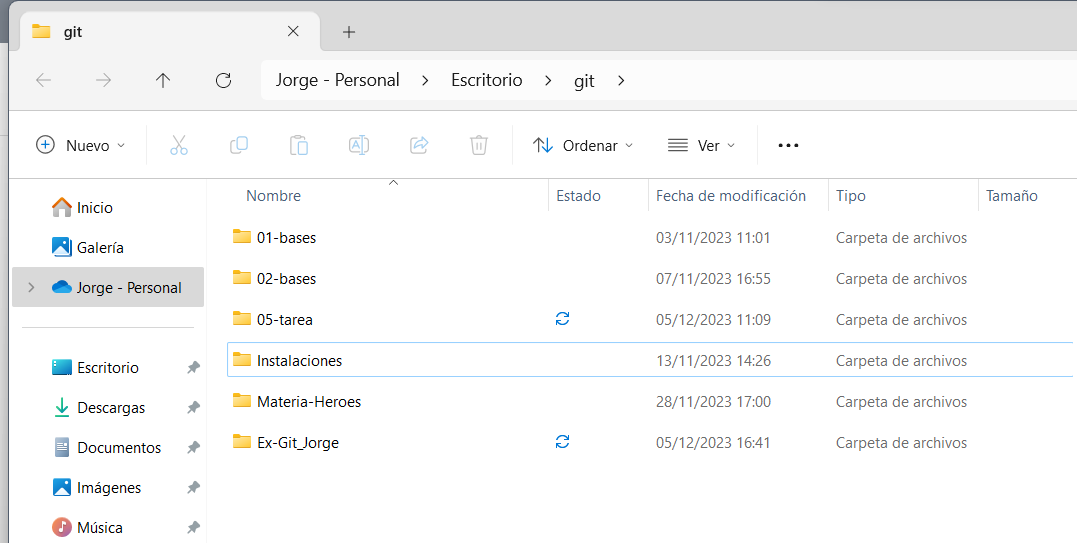 git
Jorge - Personal > Escritorio > git >
Nuevo Ordenar Ver
Nombre Estado Fecha de modificación Tipo Tamaño
Inicio
Galería
Jorge - Personal
Escritorio
Descargas
Documentos
Imágenes
Música
01-bases 03/11/2023 11:01 Carpeta de archivos
02-bases 07/11/2023 16:55 Carpeta de archivos
05-tarea 05/12/2023 11:09 Carpeta de archivos
Instalaciones 13/11/2023 14:26 Carpeta de archivos
Materia-Heroes 28/11/2023 17:00 Carpeta de archivos
Ex-Git_Jorge 05/12/2023 16:41 Carpeta de archivos